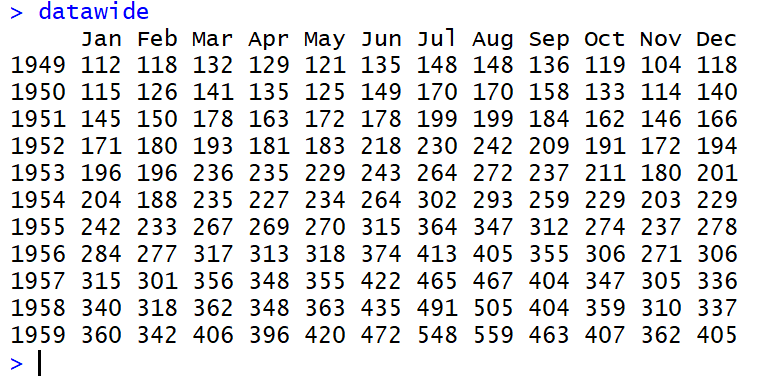 > datawide
Jan Feb Mar Apr May Jun Jul Aug Sep Oct Nov Dec
1949 112 118 132 129 121 135 148 148 136 119 104 118
1950 115 126 141 135 125 149 170 170 158 133 114 140
1951 145 150 178 163 172 178 199 199 184 162 146 166
1952 171 180 193 181 183 218 230 242 209 191 172 194
1953 196 196 236 235 229 243 264 272 237 211 180 201
1954 204 188 235 227 234 264 302 293 259 229 203 229
1955 242 233 267 269 270 315 364 347 312 274 237 278
1956 284 277 317 313 318 374 413 405 355 306 271 306
1957 315 301 356 348 355 422 465 467 404 347 305 336
1958 340 318 362 348 363 435 491 505 404 359 310 337
1959 360 342 406 396 420 472 548 559 463 407 362 405
>